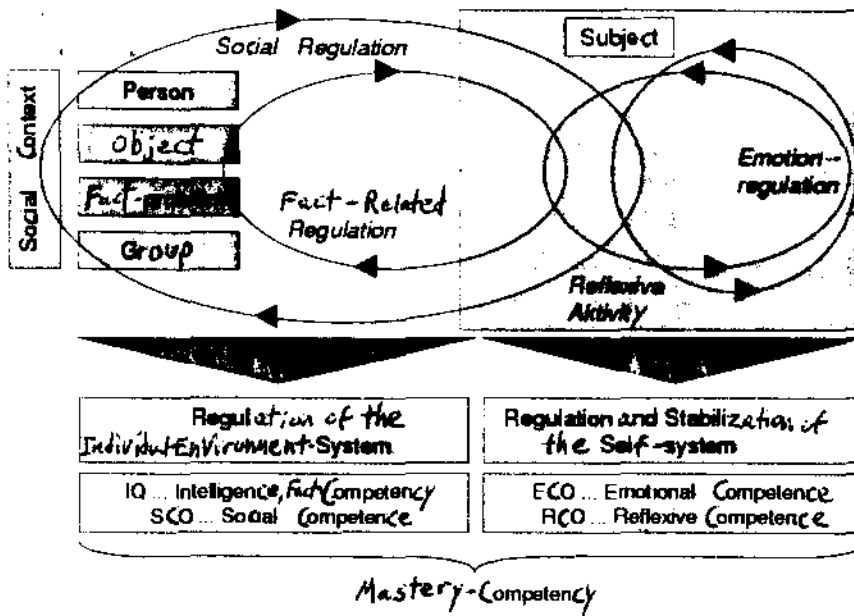 Social Regulation
Subject
Social Context
Person
Object
Fact-
Group
Fact-Related
Regulation
Emotion-
regulation
Reflexive
Aktivity
Regulation of the
Individual Environment-System
Regulation and Stabilization of
the Self-system
IQ ... Intelligence, Fact-Competency
SCO ... Social Competence
ECO ... Emotional Competence
RCO ... Reflexive Competence
Mastery-Competency